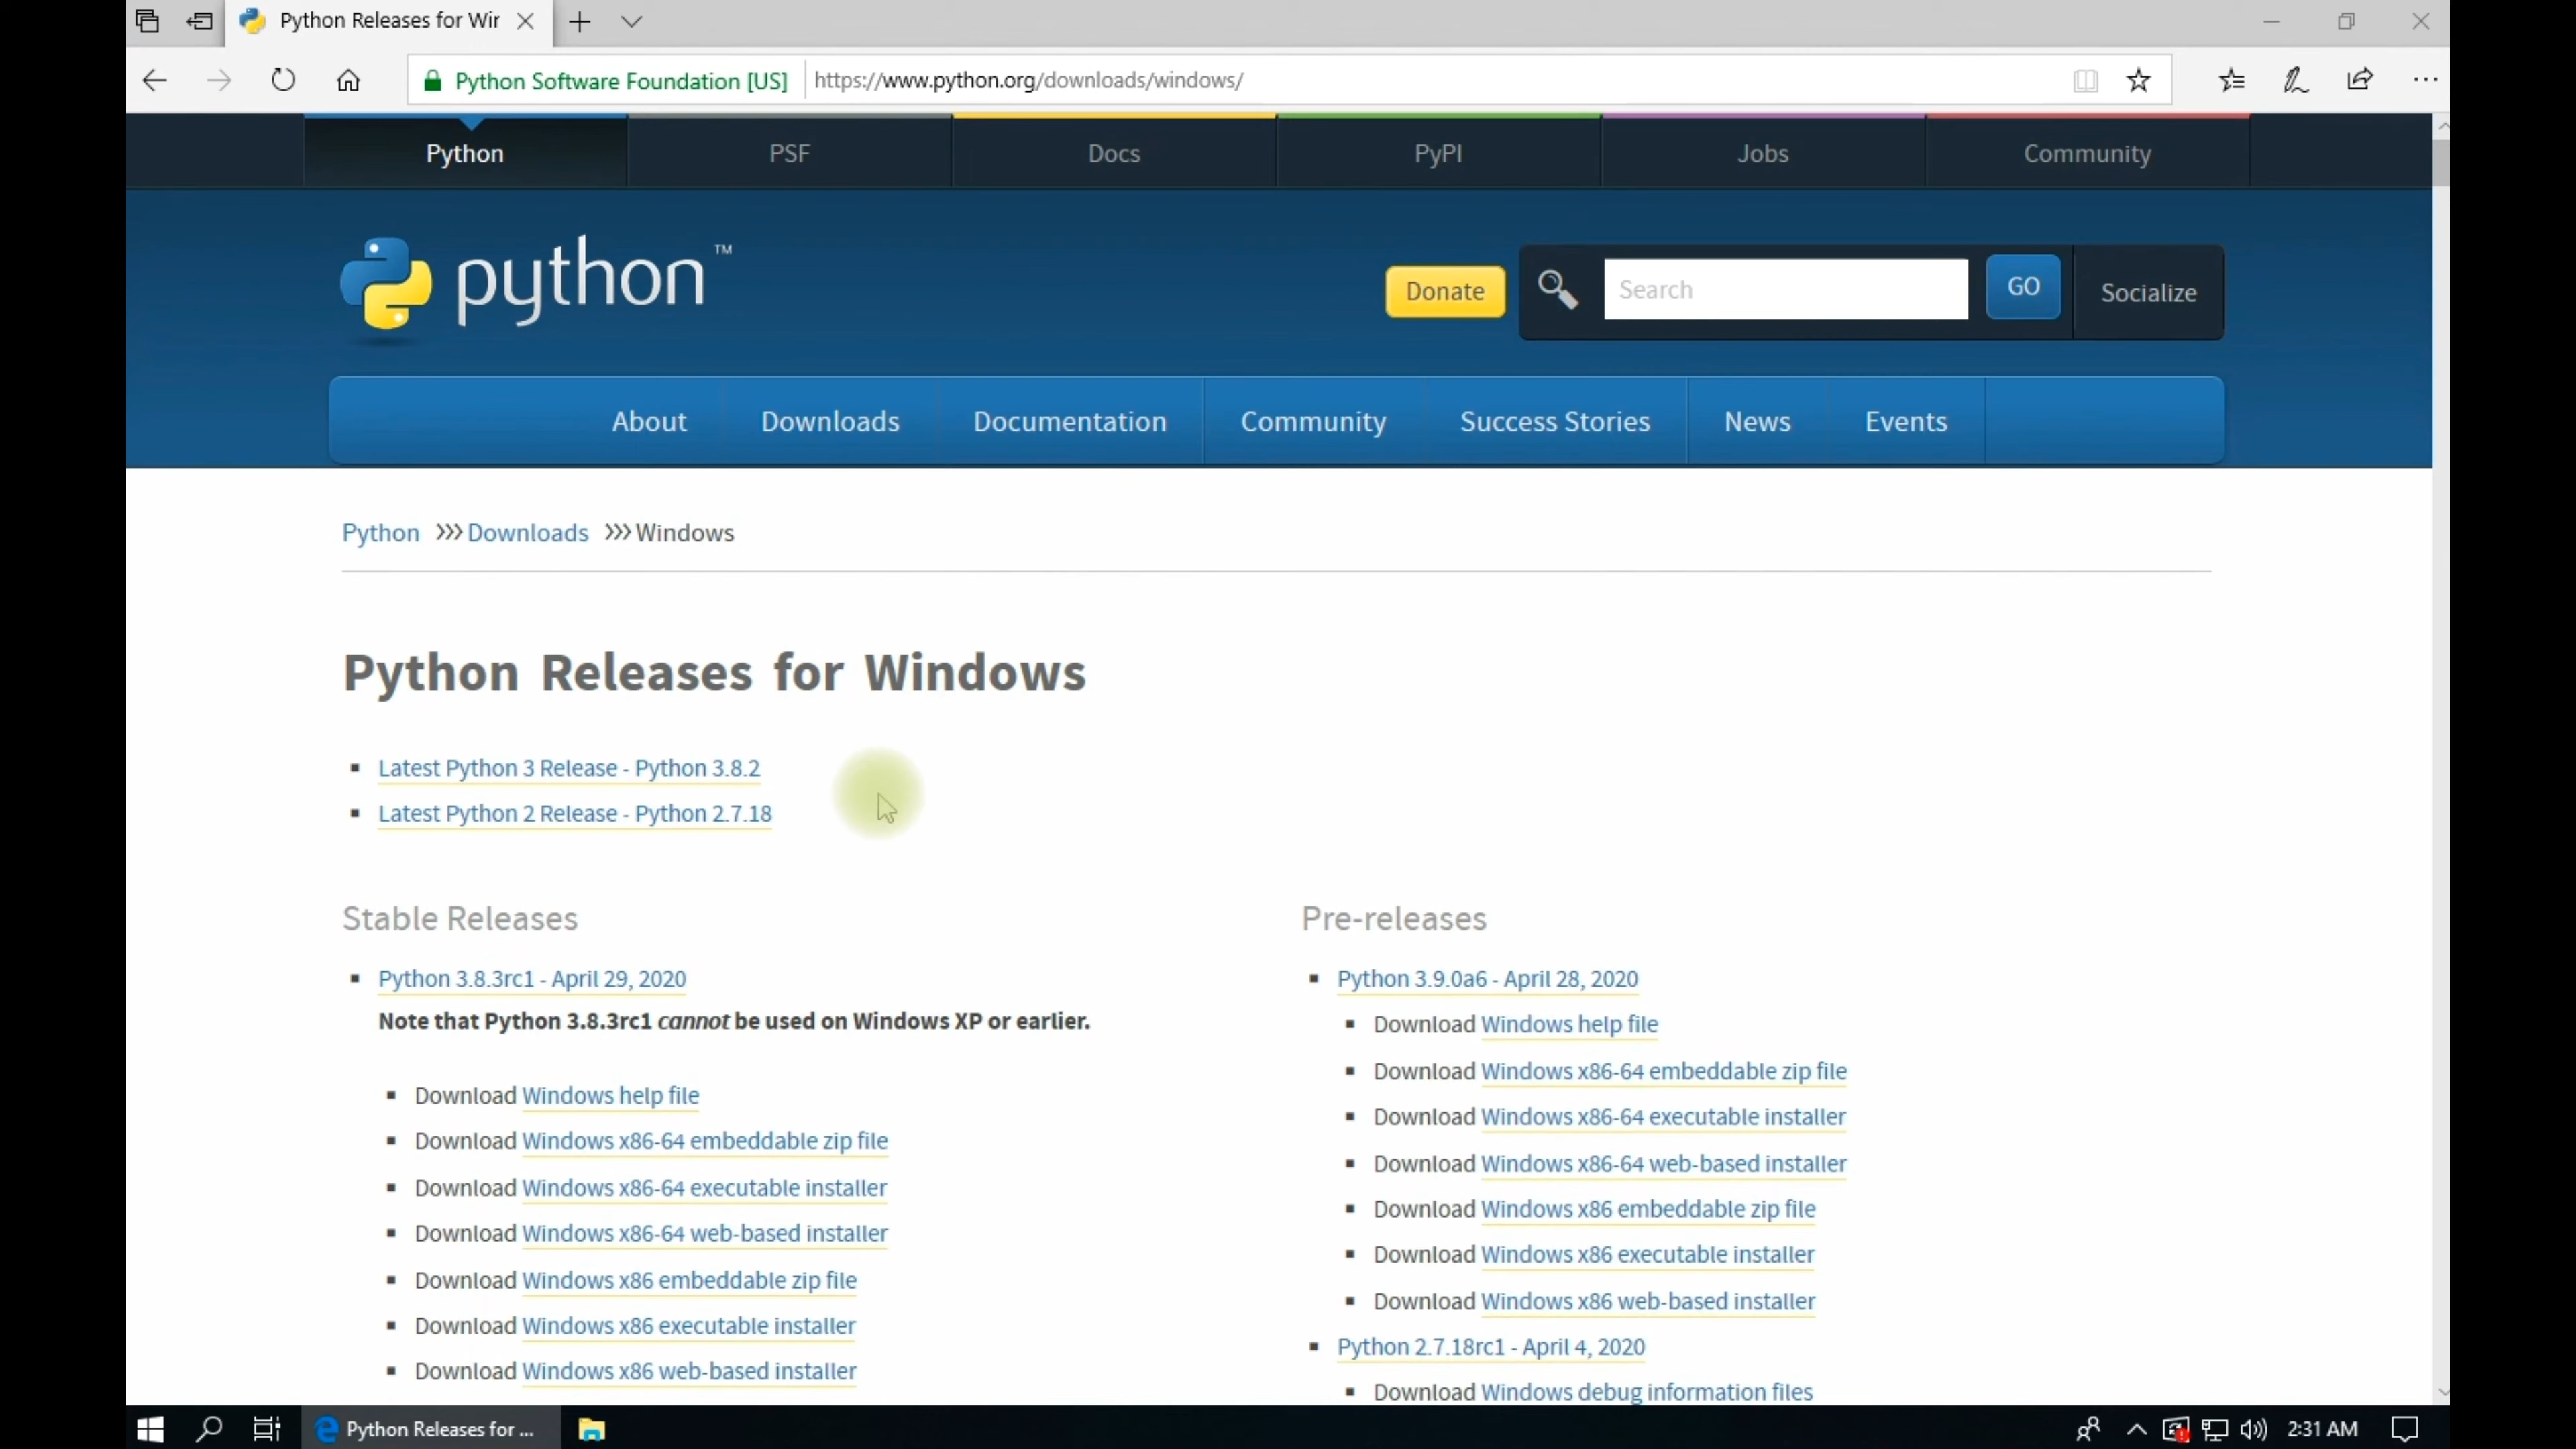 Python Releases for Wir
Python Software Foundation [US]
https://www.python.org/downloads/windows/
Python
PSF
Docs
PyPI
Jobs
Community
python™
Donate
Search
GO
Socialize
About
Downloads
Documentation
Community
Success Stories
News
Events
Python >>> Downloads >>> Windows
Python Releases for Windows
Latest Python 3 Release - Python 3.8.2
Latest Python 2 Release - Python 2.7.18
Stable Releases
Python 3.8.3rc1 - April 29, 2020
Note that Python 3.8.3rc1 cannot be used on Windows XP or earlier.
Download Windows help file
Download Windows x86-64 embeddable zip file
Download Windows x86-64 executable installer
Download Windows x86-64 web-based installer
Download Windows x86 embeddable zip file
Download Windows x86 executable installer
Download Windows x86 web-based installer
Pre-releases
Python 3.9.0a6 - April 28, 2020
Download Windows help file
Download Windows x86-64 embeddable zip file
Download Windows x86-64 executable installer
Download Windows x86-64 web-based installer
Download Windows x86 embeddable zip file
Download Windows x86 executable installer
Download Windows x86 web-based installer
Python 2.7.18rc1 - April 4, 2020
Download Windows debug information files
Python Releases for ...
2:31 AM